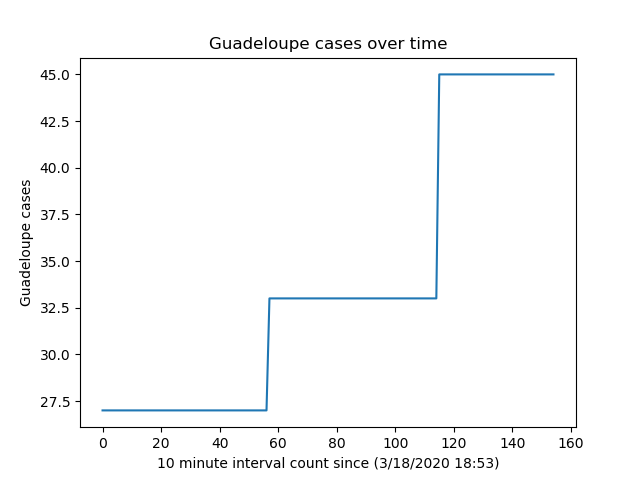 Guadeloupe cases over time
45.0
42.5
40.0
37.5
35.0
32.5
30.0
27.5
Guadeloupe cases
0 20 40 60 80 100 120 140 160
10 minute interval count since (3/18/2020 18:53)